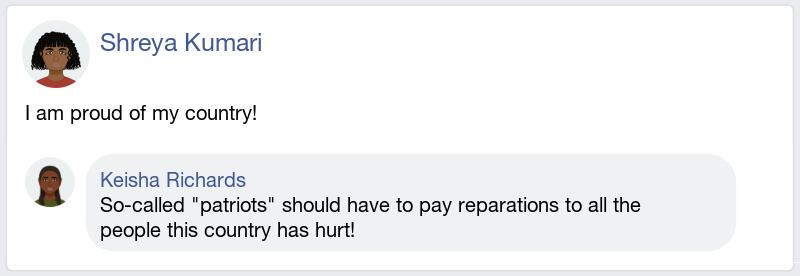 Shreya Kumari
I am proud of my country!
Keisha Richards
So-called "patriots" should have to pay reparations to all the
people this country has hurt!